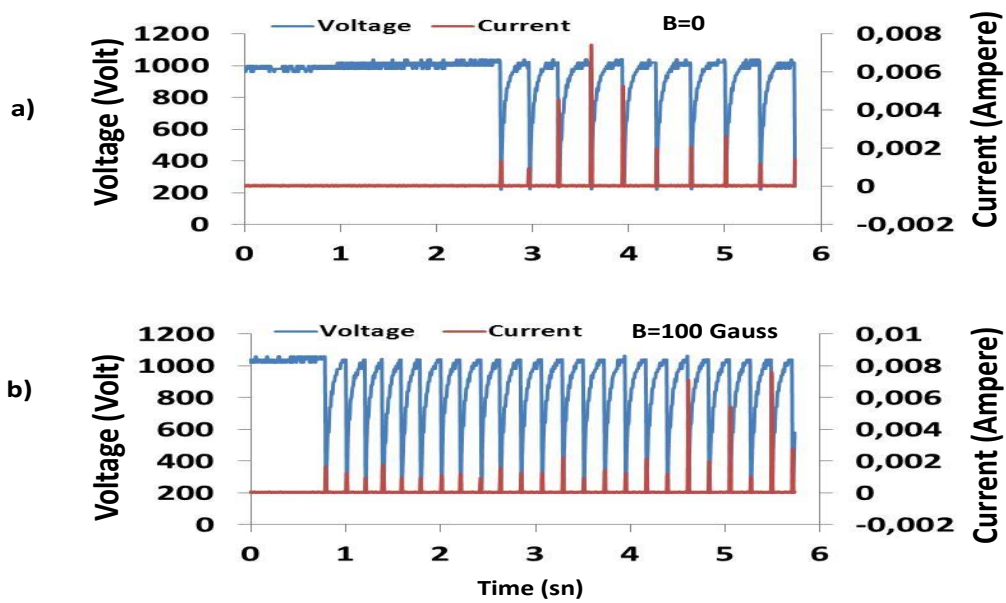 Voltage Current B=0
a)
Voltage (Volt)
1200
1000
800
600
400
200
0
0 1 2 3 4 5 6
0,008
0,006
0,004
0,002
0
-0,002
Current (Ampere)
Voltage Current B=100 Gauss
b)
Voltage (Volt)
1200
1000
800
600
400
200
0
0 1 2 3 4 5 6
0,01
0,008
0,006
0,004
0,002
0
-0,002
Current (Ampere)
Time (sn)